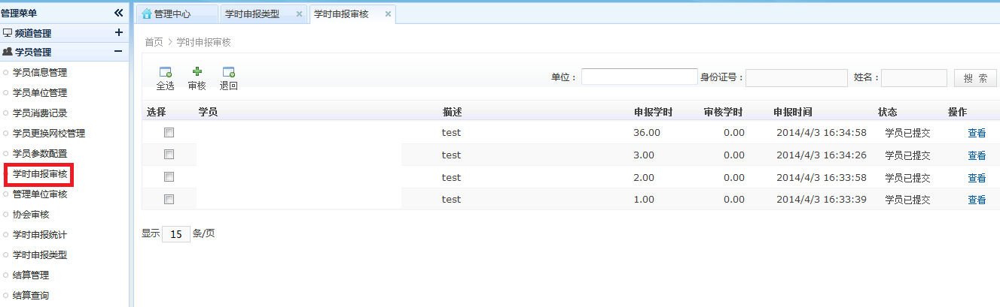 管理菜单
频道管理
学员管理
学员信息管理
学员单位管理
学员消费记录
学员更换网校管理
学员参数配置
学时申报审核
管理单位审核
协会审核
学时申报统计
学时申报类型
结算管理
结算查询
管理中心 学时申报类型 学时申报审核
首页 > 学时申报审核
全选 审核 退回 单位： 身份证号： 姓名： 搜 索
选择 学员 描述 申报学时 审核学时 申报时间 状态 操作
test 36.00 0.00 2014/4/3 16:34:58 学员已提交 查看
test 3.00 0.00 2014/4/3 16:34:26 学员已提交 查看
test 2.00 0.00 2014/4/3 16:33:58 学员已提交 查看
test 1.00 0.00 2014/4/3 16:33:39 学员已提交 查看
显示 15 条/页